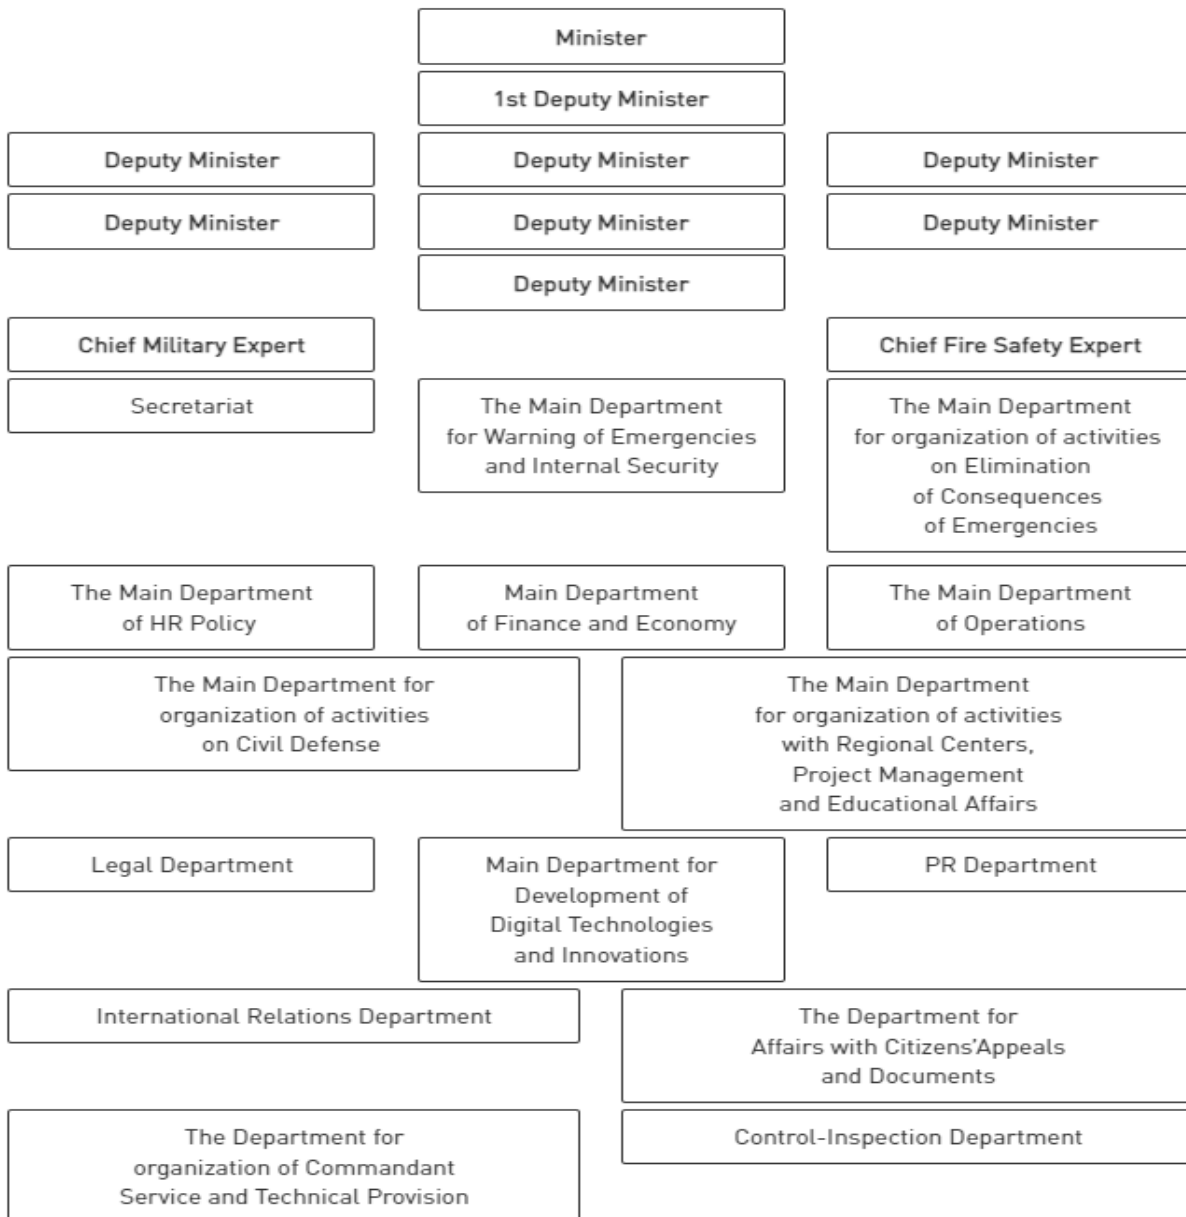 Minister
1st Deputy Minister
Deputy Minister
Deputy Minister
Deputy Minister
Deputy Minister
Deputy Minister
Deputy Minister
Deputy Minister
Chief Military Expert
Chief Fire Safety Expert
Secretariat
The Main Department
for Warning of Emergencies
and Internal Security
The Main Department
for organization of activities
on Elimination
of Consequences
of Emergencies
The Main Department
of HR Policy
Main Department
of Finance and Economy
The Main Department
of Operations
The Main Department for
organization of activities
on Civil Defense
The Main Department
for organization of activities
with Regional Centers,
Project Management
and Educational Affairs
Legal Department
Main Department for
Development of
Digital Technologies
and Innovations
PR Department
International Relations Department
The Department for
Affairs with Citizens'Appeals
and Documents
The Department for
organization of Commandant
Service and Technical Provision
Control-Inspection Department